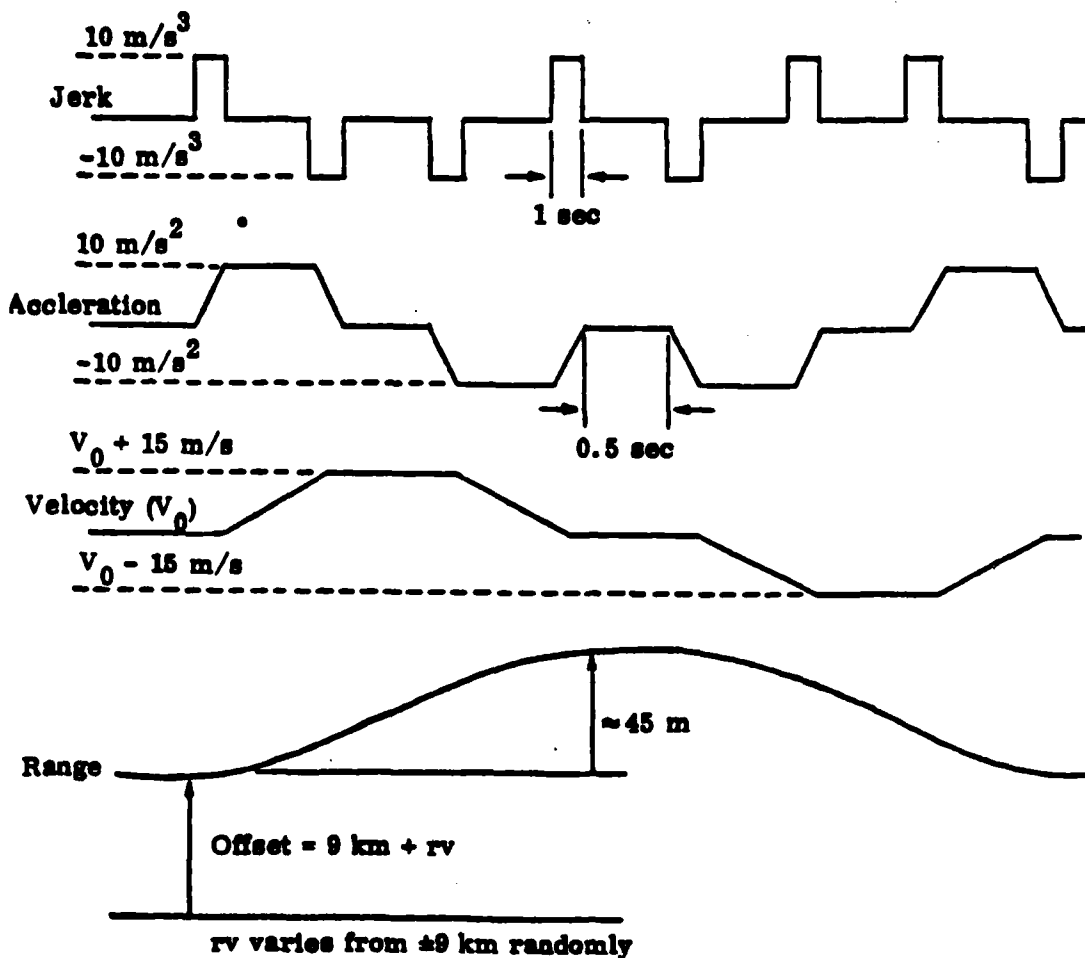 10 m/s³
Jerk
-10 m/s³
1 sec
10 m/s²
Accleration
-10 m/s²
0.5 sec
V₀ + 15 m/s
Velocity (V₀)
V₀ - 15 m/s
≈45 m
Range
Offset = 9 km + rv
rv varies from ±9 km randomly